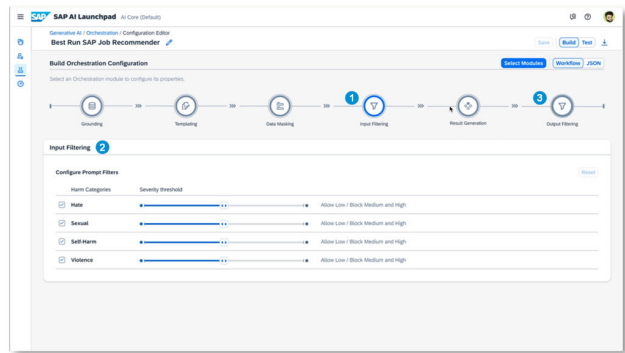 SAP SAP AI Launchpad AI Core (Default)
Generative AI / Orchestration / Configuration Editor
Best Run SAP Job Recommender Save Build Test
Build Orchestration Configuration Select Modules Workflow JSON
Select an Orchestration module to configure its properties.
1 3
Grounding Templating Data Masking Input Filtering Result Generation Output Filtering
Input Filtering 2
Configure Prompt Filters Reset
Harm Categories Severity threshold
Hate Allow Low / Block Medium and High
Sexual Allow Low / Block Medium and High
Self-Harm Allow Low / Block Medium and High
Violence Allow Low / Block Medium and High